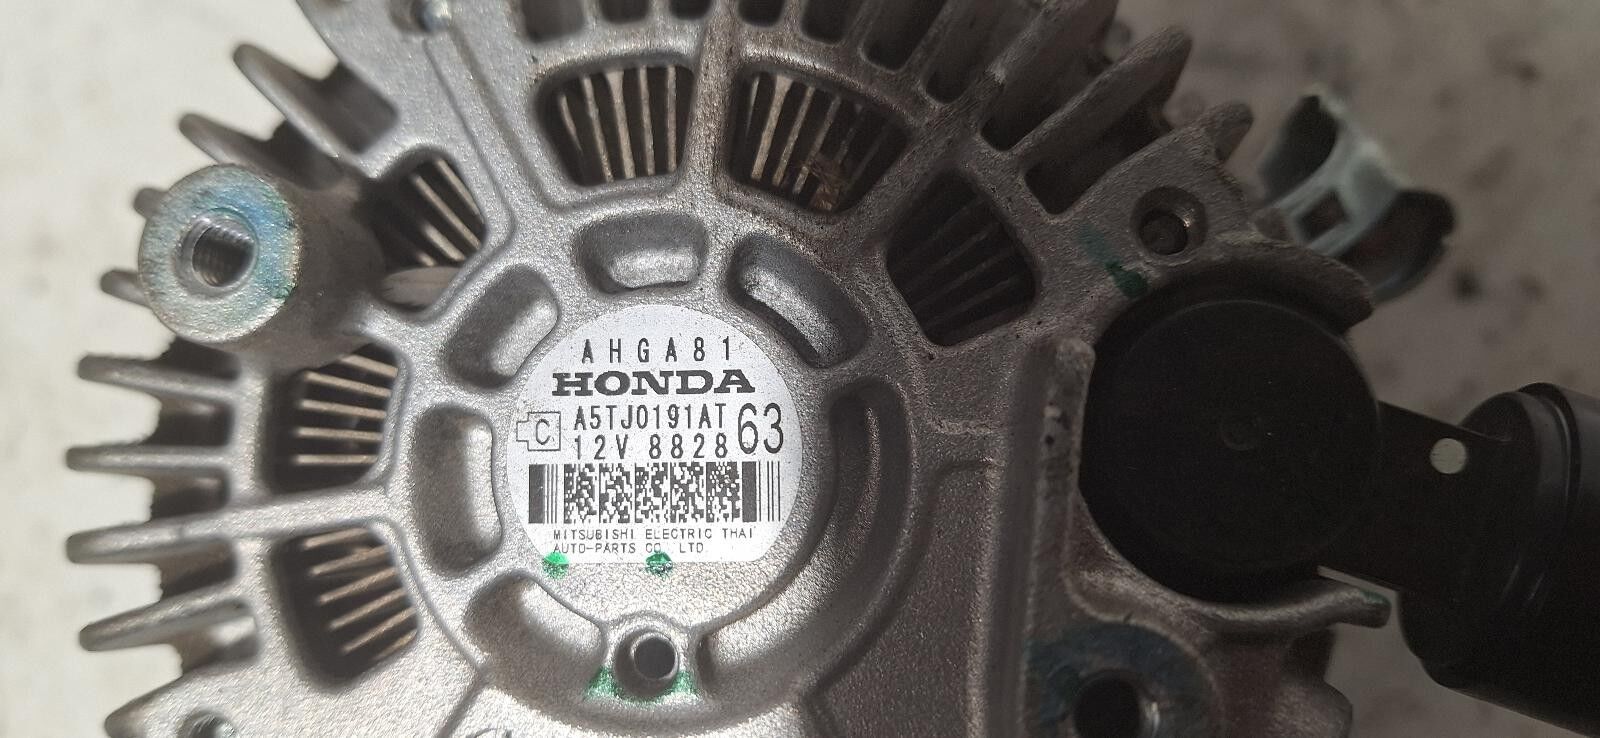 AHGA81
HONDA
C A5TJ0191AT 63
12V 8828
MITSUBISHI ELECTRIC THAI
AUTO-PARTS CO., LTD.